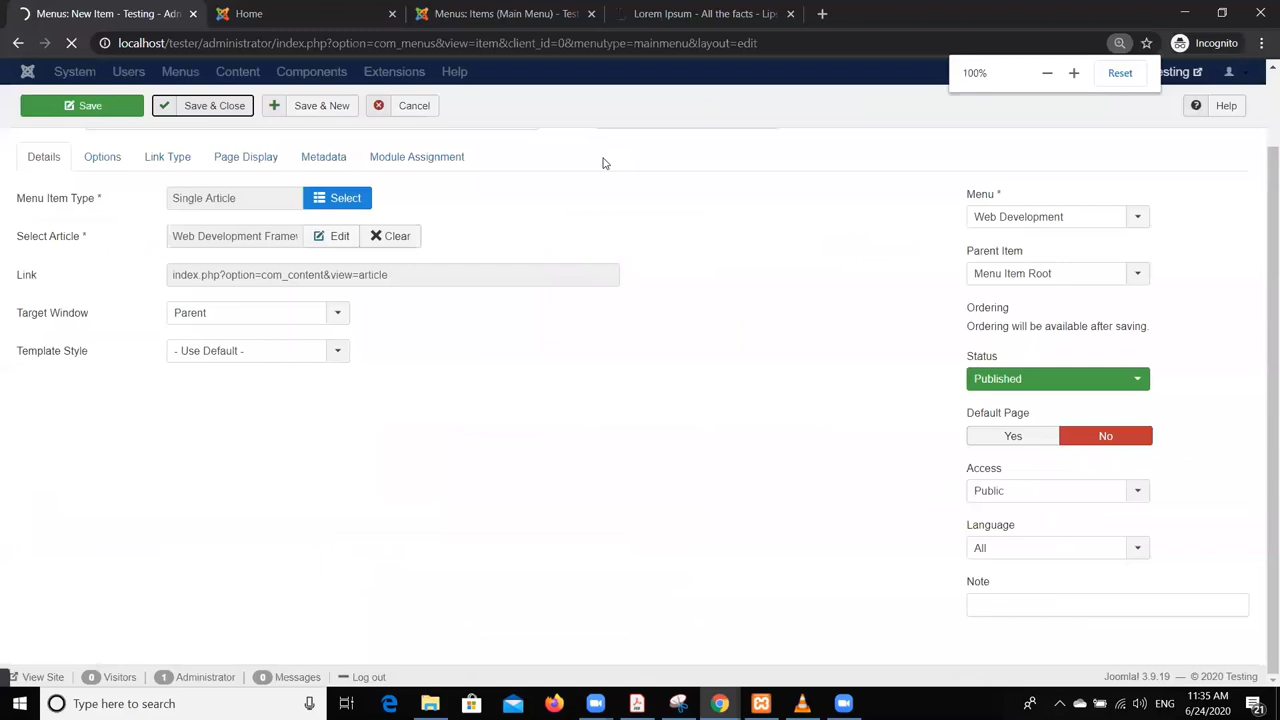 Menus: New Item - Testing - A
Home
Menus: Items (Main Menu) - Test
Lorem Ipsum - All the facts - Lips
localhost/tester/administrator/index.php?option=com_menus&view=item&client_id=0&menutype=mainmenu&layout=edit
Incognito
System Users Menus Content Components Extensions Help
100% Reset
Save Save & Close Save & New Cancel Help
Details Options Link Type Page Display Metadata Module Assignment
Menu Item Type * Single Article Select
Select Article * Web Development Edit Clear
Link index.php?option=com_content&view=article
Target Window Parent
Template Style - Use Default -
Menu *
Web Development
Parent Item
Menu Item Root
Ordering
Ordering will be available after saving.
Status
Published
Default Page
Yes No
Access
Public
Language
All
Note
View Site 0 Visitors 1 Administrator 0 Messages Log out
Joomla! 3.9.19 — © 2020 Testing
Type here to search
ENG
11:35 AM
6/24/2020
21